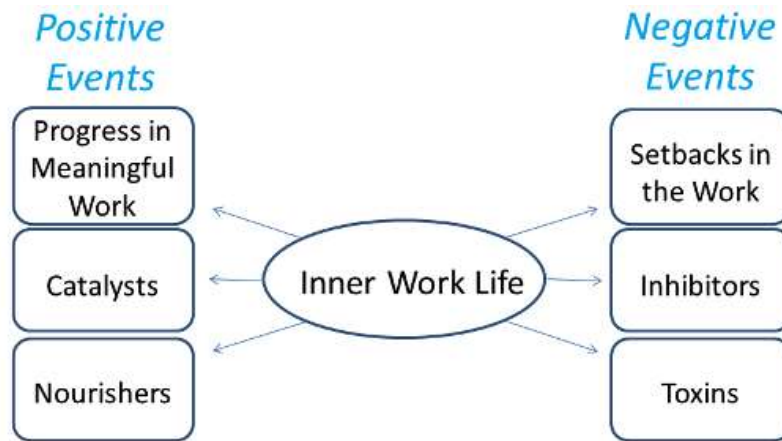 Positive
Events
Negative
Events
Progress in
Meaningful
Work
Setbacks in
the Work
Catalysts
Inner Work Life
Inhibitors
Nourishers
Toxins